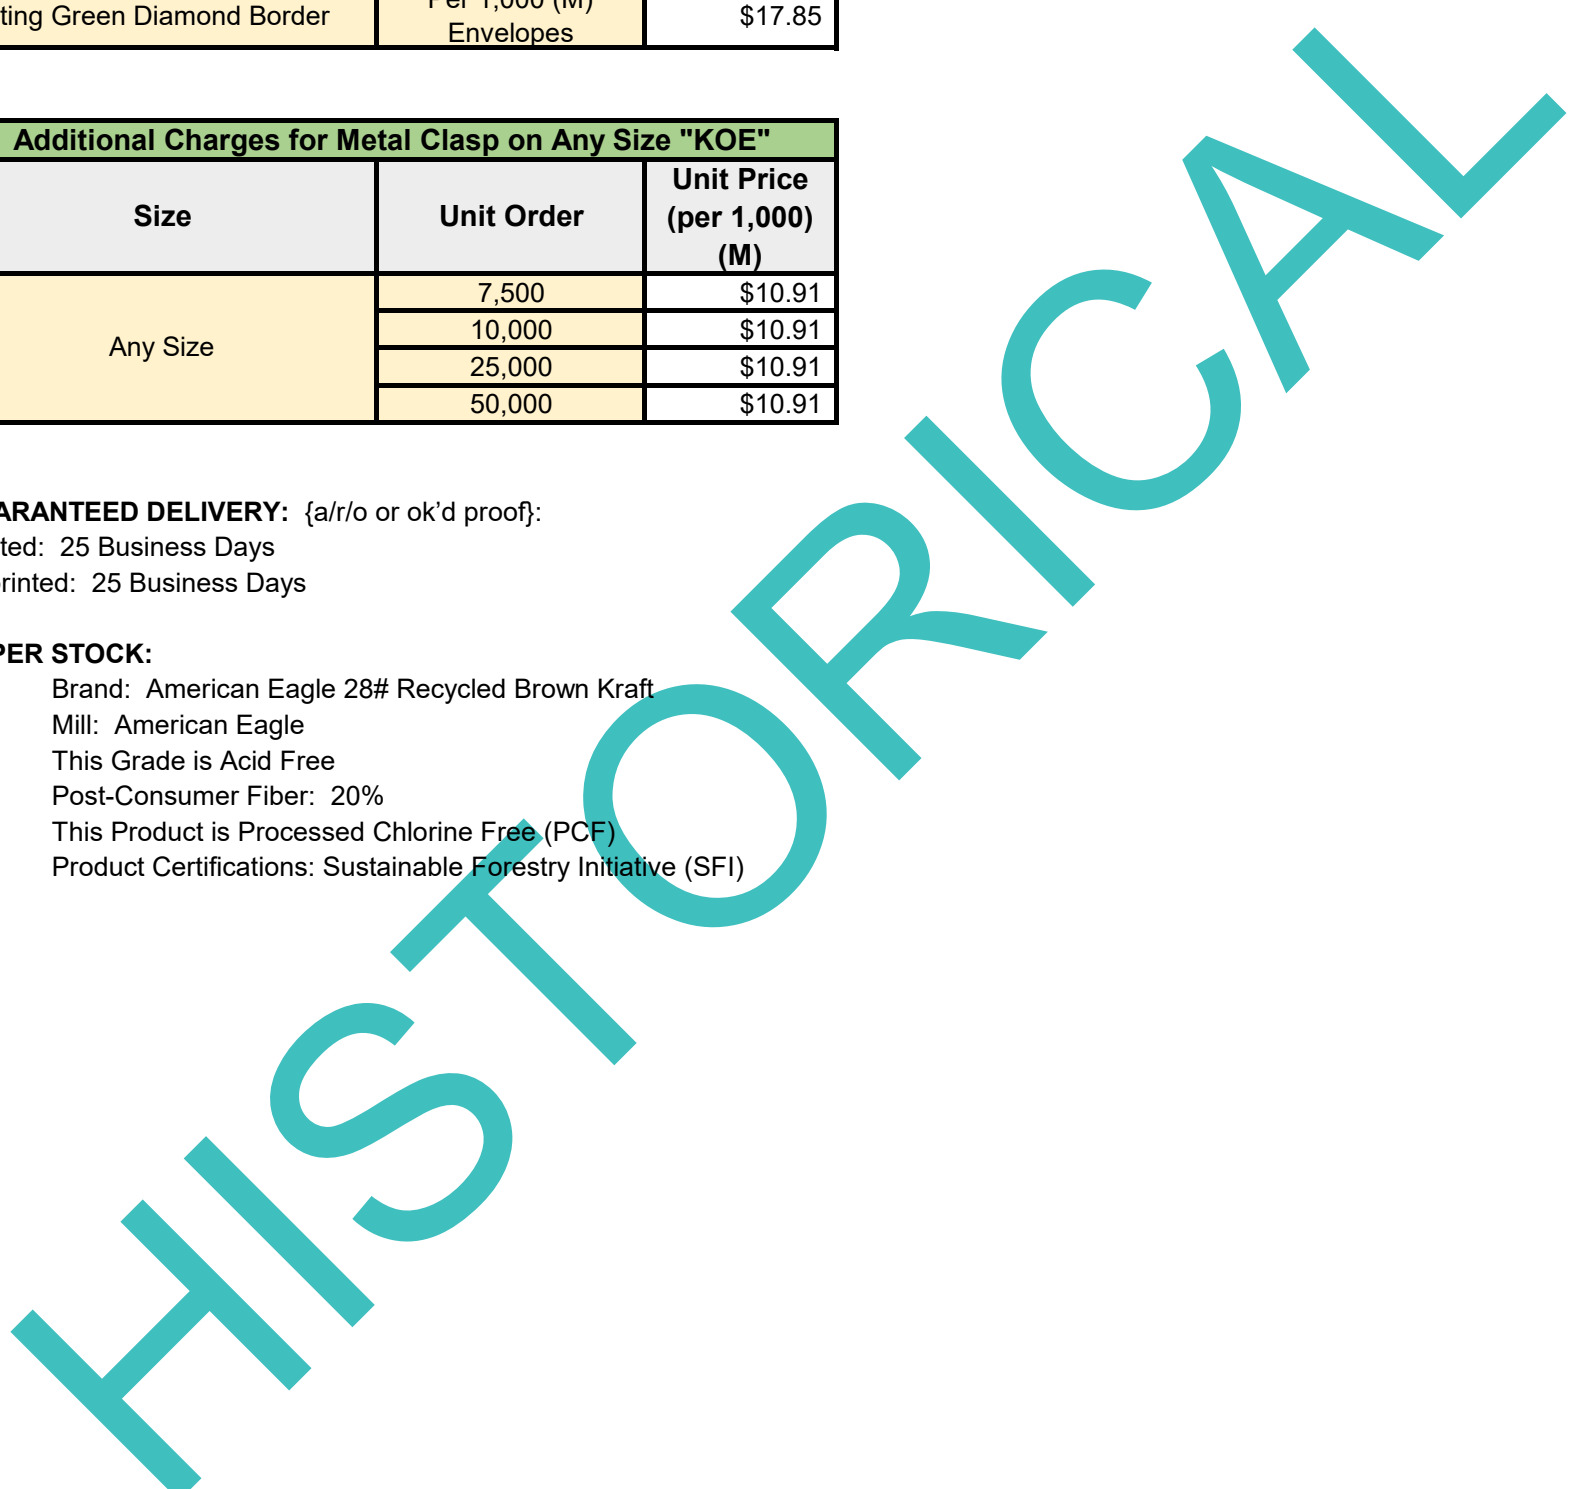 ting Green Diamond Border Per 1,000 (M) $17.85
Envelopes
Additional Charges for Metal Clasp on Any Size "KOE"
Size Unit Order Unit Price
(per 1,000)
(M)
Any Size 7,500 $10.91
10,000 $10.91
25,000 $10.91
50,000 $10.91
ARANTEED DELIVERY: {a/r/o or ok’d proof}:
ted: 25 Business Days
rinted: 25 Business Days
PER STOCK:
Brand: American Eagle 28# Recycled Brown Kraft
Mill: American Eagle
This Grade is Acid Free
Post-Consumer Fiber: 20%
This Product is Processed Chlorine Free (PCF)
Product Certifications: Sustainable Forestry Initiative (SFI)
HISTORICAL